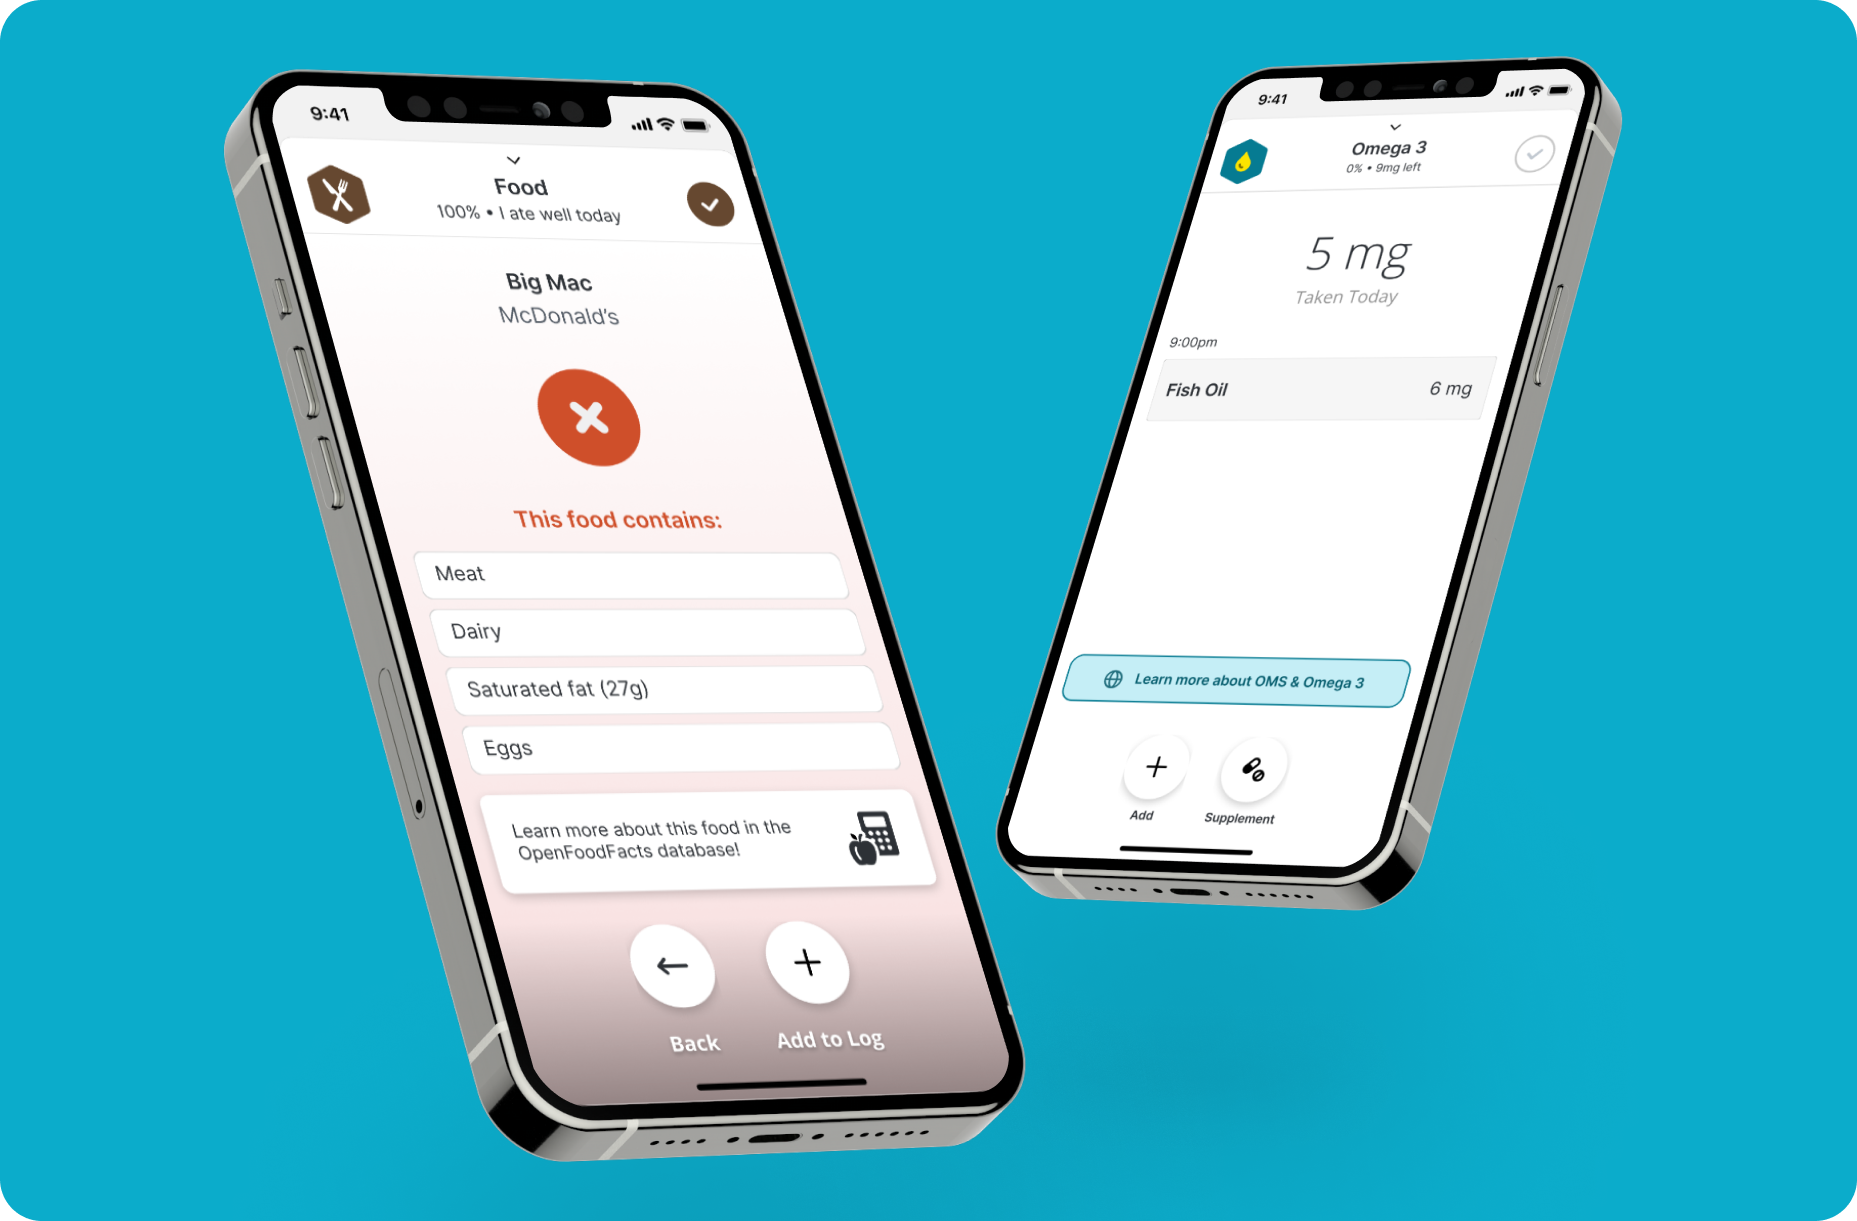 9:41
Food
100% • I ate well today
Big Mac
McDonald's
This food contains:
Meat
Dairy
Saturated fat (27g)
Eggs
Learn more about this food in the
OpenFoodFacts database!
Back
Add to Log
9:41
Omega 3
0% • 9mg left
5 mg
Taken Today
9:00pm
Fish Oil
6 mg
Learn more about OMS & Omega 3
Add
Supplement